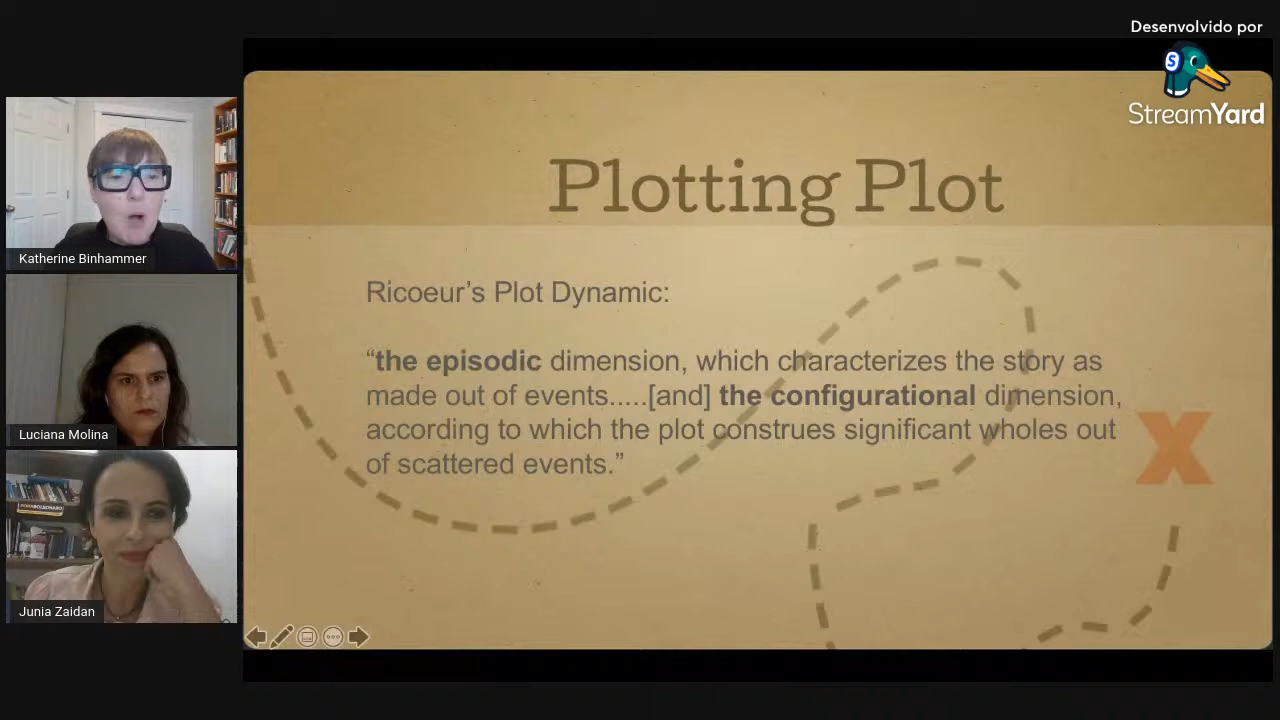 Desenvolvido por
S
StreamYard
Katherine Binhammer
Luciana Molina
Junia Zaidan
Plotting Plot
Ricoeur’s Plot Dynamic:
“the episodic dimension, which characterizes the story as
made out of events.....[and] the configurational dimension,
according to which the plot construes significant wholes out
of scattered events.”
X